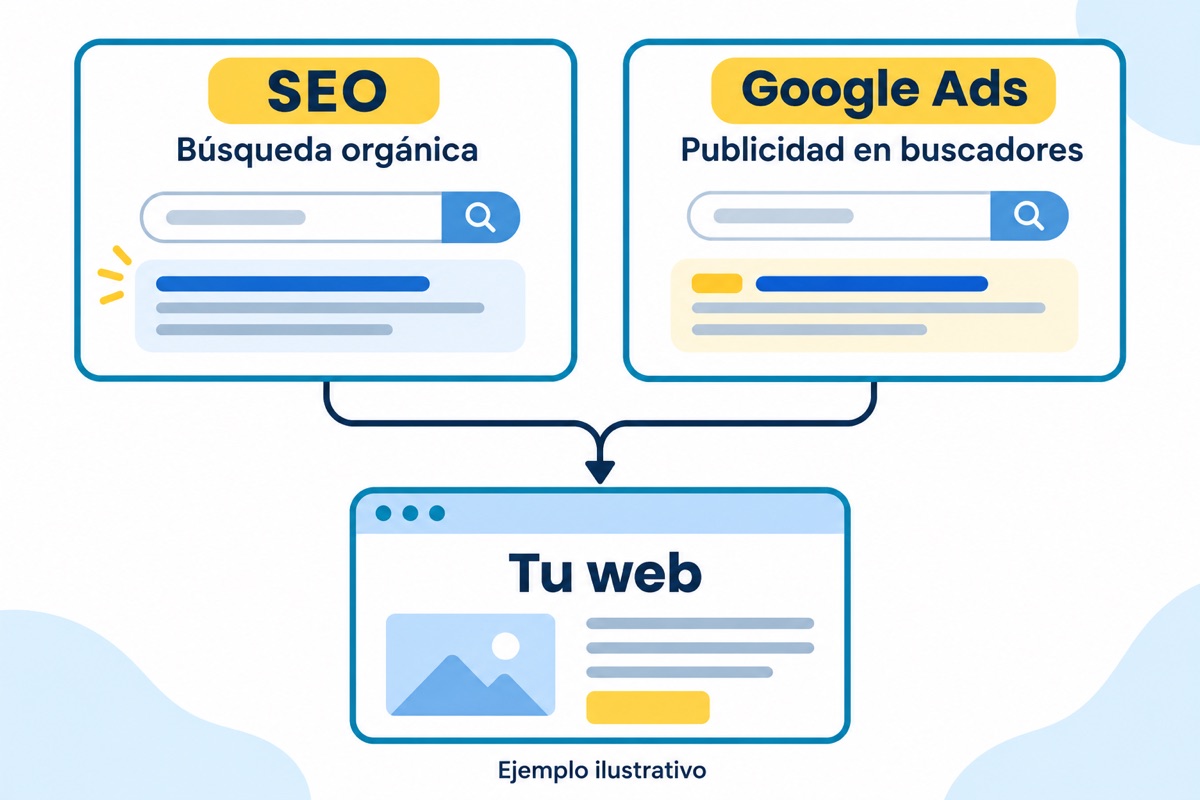 SEO
Búsqueda orgánica
Google Ads
Publicidad en buscadores
Tu web
Ejemplo ilustrativo